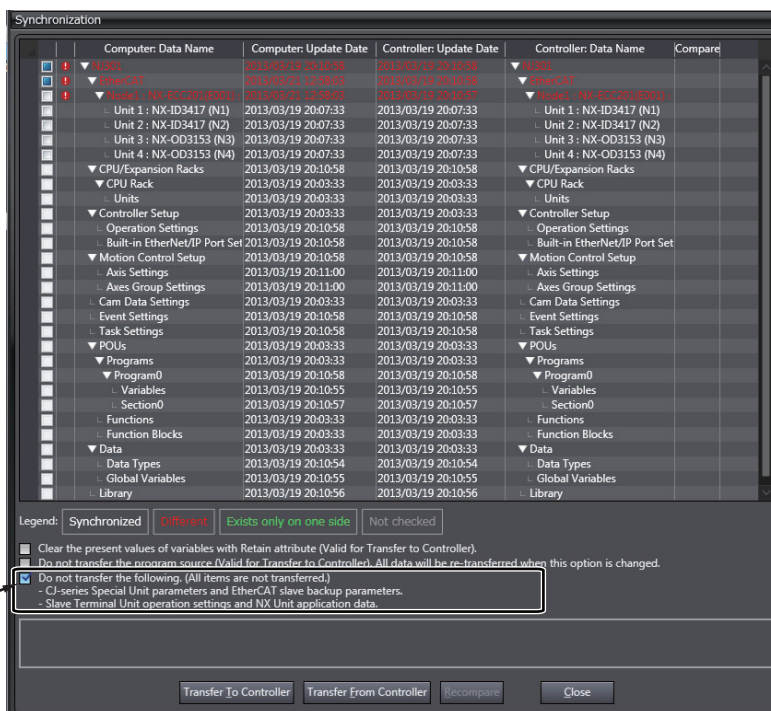 Synchronization
Computer: Data Name Computer: Update Date Controller: Update Date Controller: Data Name Compare
Unit 1 : NX-ID3417 (N1) 2013/03/19 20:07:33 2013/03/19 20:07:33 Unit 1 : NX-ID3417 (N1)
Unit 2 : NX-ID3417 (N2) 2013/03/19 20:07:33 2013/03/19 20:07:33 Unit 2 : NX-ID3417 (N2)
Unit 3 : NX-OD3153 (N3) 2013/03/19 20:07:33 2013/03/19 20:07:33 Unit 3 : NX-OD3153 (N3)
Unit 4 : NX-OD3153 (N4) 2013/03/19 20:07:33 2013/03/19 20:07:33 Unit 4 : NX-OD3153 (N4)
CPU/Expansion Racks 2013/03/19 20:10:58 2013/03/19 20:10:58 CPU/Expansion Racks
CPU Rack 2013/03/19 20:03:33 2013/03/19 20:03:33 CPU Rack
Units 2013/03/19 20:03:33 2013/03/19 20:03:33 Units
Controller Setup 2013/03/19 20:03:33 2013/03/19 20:03:33 Controller Setup
Operation Settings 2013/03/19 20:10:58 2013/03/19 20:10:58 Operation Settings
Built-in EtherNet/IP Port Set 2013/03/19 20:10:58 2013/03/19 20:10:58 Built-in EtherNet/IP Port Set
Motion Control Setup 2013/03/19 20:10:58 2013/03/19 20:10:58 Motion Control Setup
Axis Settings 2013/03/19 20:11:00 2013/03/19 20:11:00 Axis Settings
Axes Group Settings 2013/03/19 20:11:00 2013/03/19 20:11:00 Axes Group Settings
Cam Data Settings 2013/03/19 20:03:33 2013/03/19 20:03:33 Cam Data Settings
Event Settings 2013/03/19 20:10:58 2013/03/19 20:10:58 Event Settings
Task Settings 2013/03/19 20:10:58 2013/03/19 20:10:58 Task Settings
POUs 2013/03/19 20:03:33 2013/03/19 20:03:33 POUs
Programs 2013/03/19 20:03:33 2013/03/19 20:03:33 Programs
Program0 2013/03/19 20:10:58 2013/03/19 20:10:58 Program0
Variables 2013/03/19 20:10:55 2013/03/19 20:10:55 Variables
Section0 2013/03/19 20:10:57 2013/03/19 20:10:57 Section0
Functions 2013/03/19 20:03:33 2013/03/19 20:03:33 Functions
Function Blocks 2013/03/19 20:03:33 2013/03/19 20:03:33 Function Blocks
Data 2013/03/19 20:03:33 2013/03/19 20:03:33 Data
Data Types 2013/03/19 20:10:54 2013/03/19 20:10:54 Data Types
Global Variables 2013/03/19 20:10:55 2013/03/19 20:10:55 Global Variables
Library 2013/03/19 20:10:56 2013/03/19 20:10:56 Library
Legend: Synchronized Different Exists only on one side Not checked
Clear the present values of variables with Retain attribute (Valid for Transfer to Controller).
Do not transfer the program source (Valid for Transfer to Controller). All data will be re-transferred when this option is changed.
Do not transfer the following. (All items are not transferred.)
- CJ-series Special Unit parameters and EtherCAT slave backup parameters.
- Slave Terminal Unit operation settings and NX Unit application data.
Transfer To Controller Transfer From Controller Recompare Close